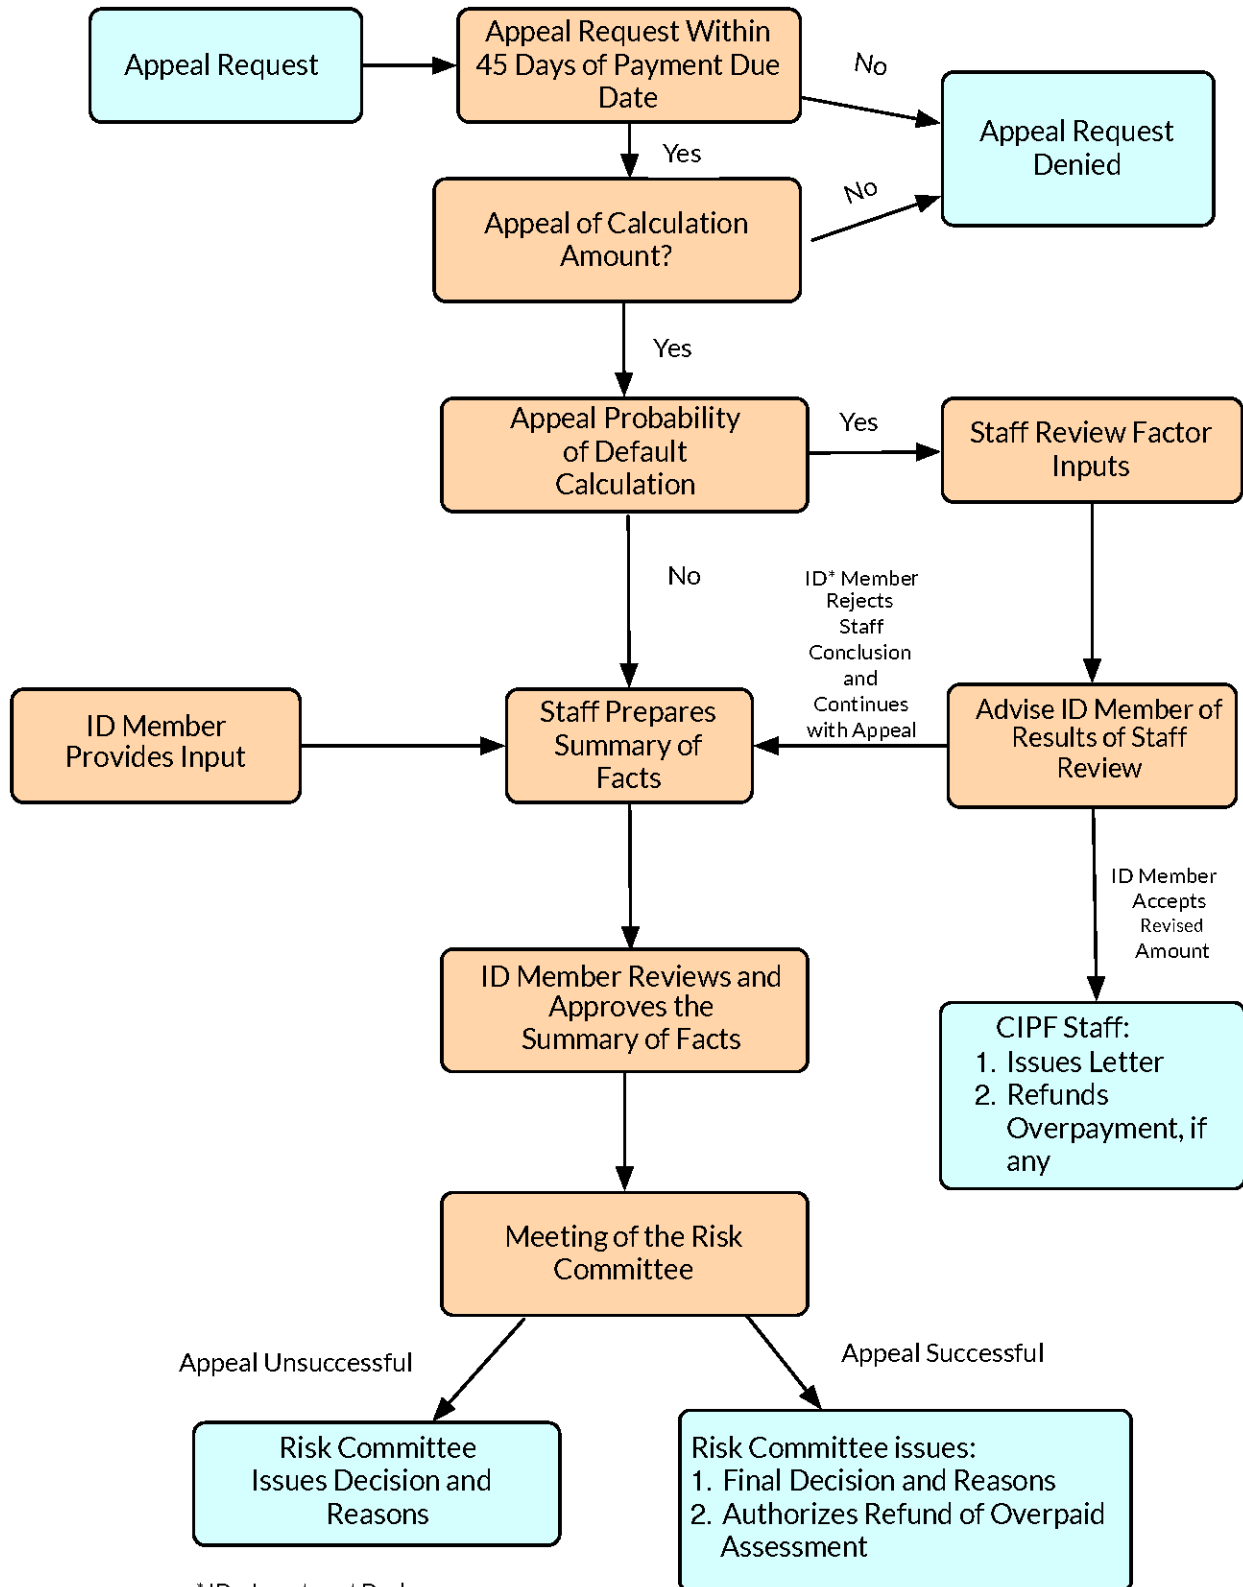 Appeal Request
Appeal Request Within
45 Days of Payment Due
Date
No
Appeal Request
Denied
Yes
No
Appeal of Calculation
Amount?
Yes
Appeal Probability
of Default
Calculation
Yes
Staff Review Factor
Inputs
No
ID* Member
Rejects
Staff
Conclusion
and
Continues
with Appeal
ID Member
Provides Input
Staff Prepares
Summary of
Facts
Advise ID Member of
Results of Staff
Review
ID Member
Accepts
Revised
Amount
ID Member Reviews and
Approves the
Summary of Facts
CIPF Staff:
1. Issues Letter
2. Refunds
Overpayment, if
any
Meeting of the Risk
Committee
Appeal Unsuccessful
Appeal Successful
Risk Committee
Issues Decision and
Reasons
Risk Committee issues:
1. Final Decision and Reasons
2. Authorizes Refund of Overpaid
Assessment